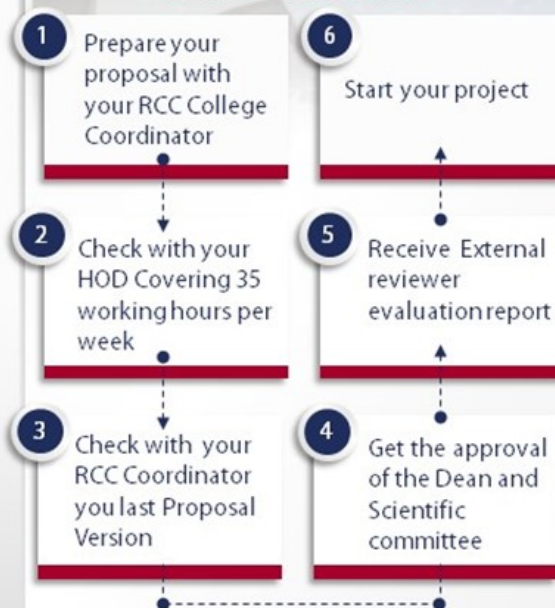 1
Prepare your
proposal with
your RCC College
Coordinator
2
Check with your
HOD Covering 35
working hours per
week
3
Check with your
RCC Coordinator
you last Proposal
Version
4
Get the approval
of the Dean and
Scientific
committee
5
Receive External
reviewer
evaluation report
6
Start your project